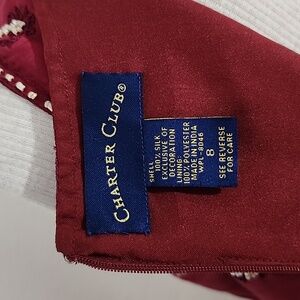 CHARTER CLUB®
SHELL
100% SILK
EXCLUSIVE OF
DECORATION
LINING:
100% POLYESTER
MADE IN INDIA
WPL-8046
8
SEE REVERSE
FOR CARE